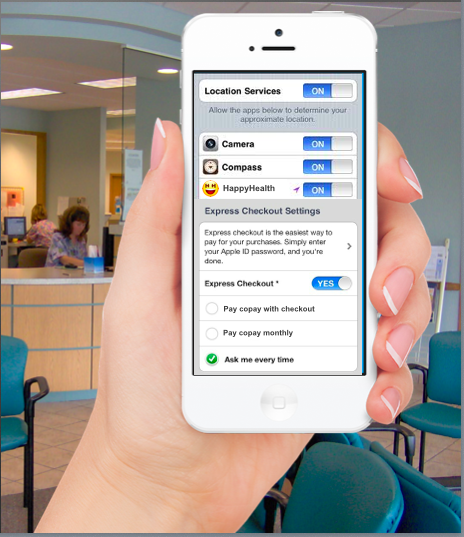 Location Services ON
Allow the apps below to determine your
approximate location.
Camera ON
Compass ON
HappyHealth ON
Express Checkout Settings
Express checkout is the easiest way to
pay for your purchases. Simply enter
your Apple ID password, and you're
done.
Express Checkout * YES
Pay copay with checkout
Pay copay monthly
Ask me every time